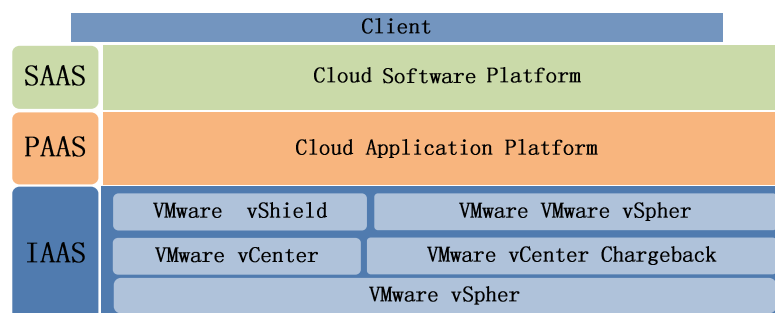 Client
SAAS
Cloud Software Platform
PAAS
Cloud Application Platform
IAAS
VMware vShield
VMware VMware vSpher
VMware vCenter
VMware vCenter Chargeback
VMware vSpher